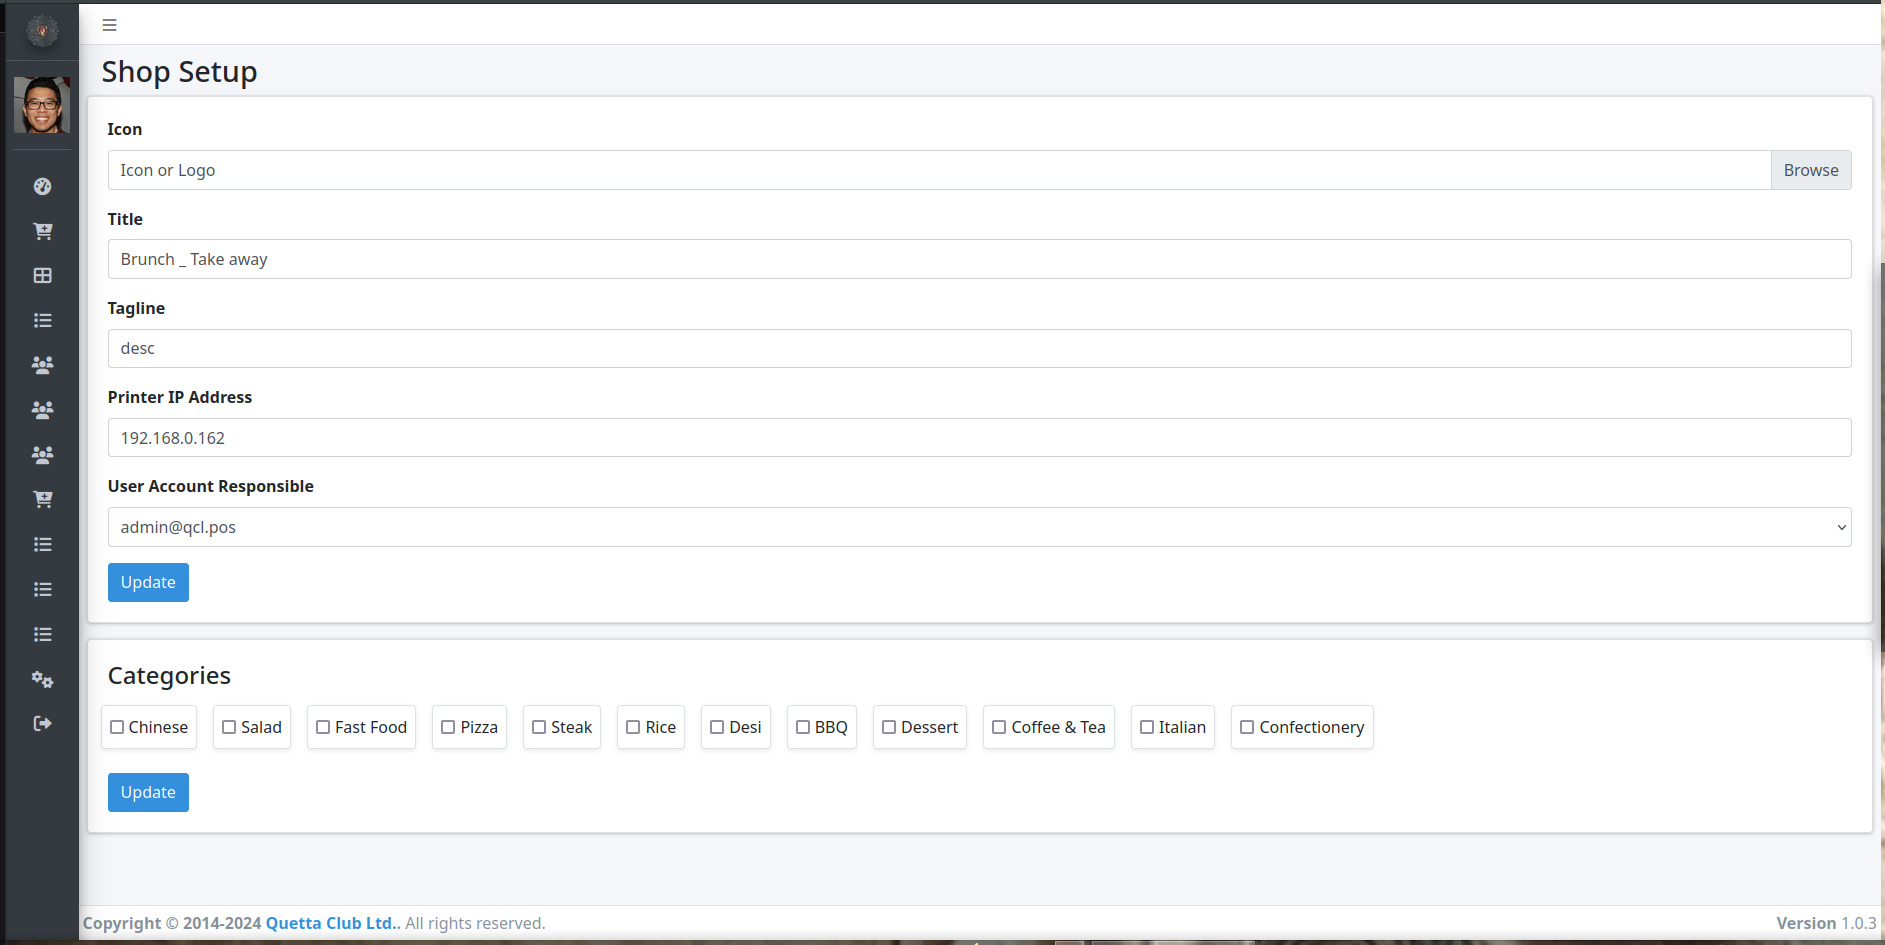 Shop Setup
Icon
Icon or Logo Browse
Title
Brunch _ Take away
Tagline
desc
Printer IP Address
192.168.0.162
User Account Responsible
admin@qcl.pos
Update
Categories
Chinese Salad Fast Food Pizza Steak Rice Desi BBQ Dessert Coffee & Tea Italian Confectionery
Update
Copyright © 2014-2024 Quetta Club Ltd.. All rights reserved. Version 1.0.3